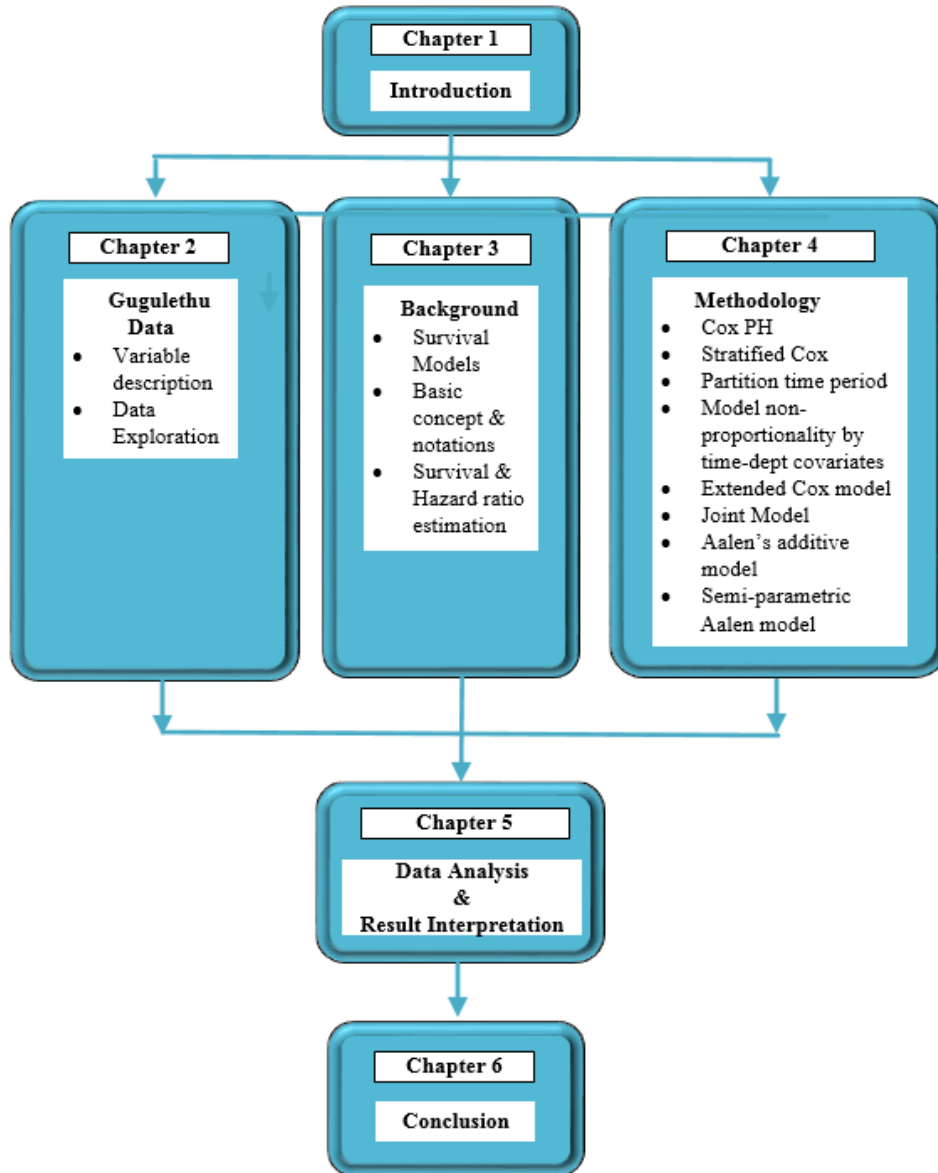 Chapter 1
Introduction
Chapter 2
Gugulethu
Data
• Variable
description
• Data
Exploration
Chapter 3
Background
• Survival
Models
• Basic
concept &
notations
• Survival &
Hazard ratio
estimation
Chapter 4
Methodology
• Cox PH
• Stratified Cox
• Partition time period
• Model non-
proportionality by
time-dept covariates
• Extended Cox model
• Joint Model
• Aalen’s additive
model
• Semi-parametric
Aalen model
Chapter 5
Data Analysis
&
Result Interpretation
Chapter 6
Conclusion